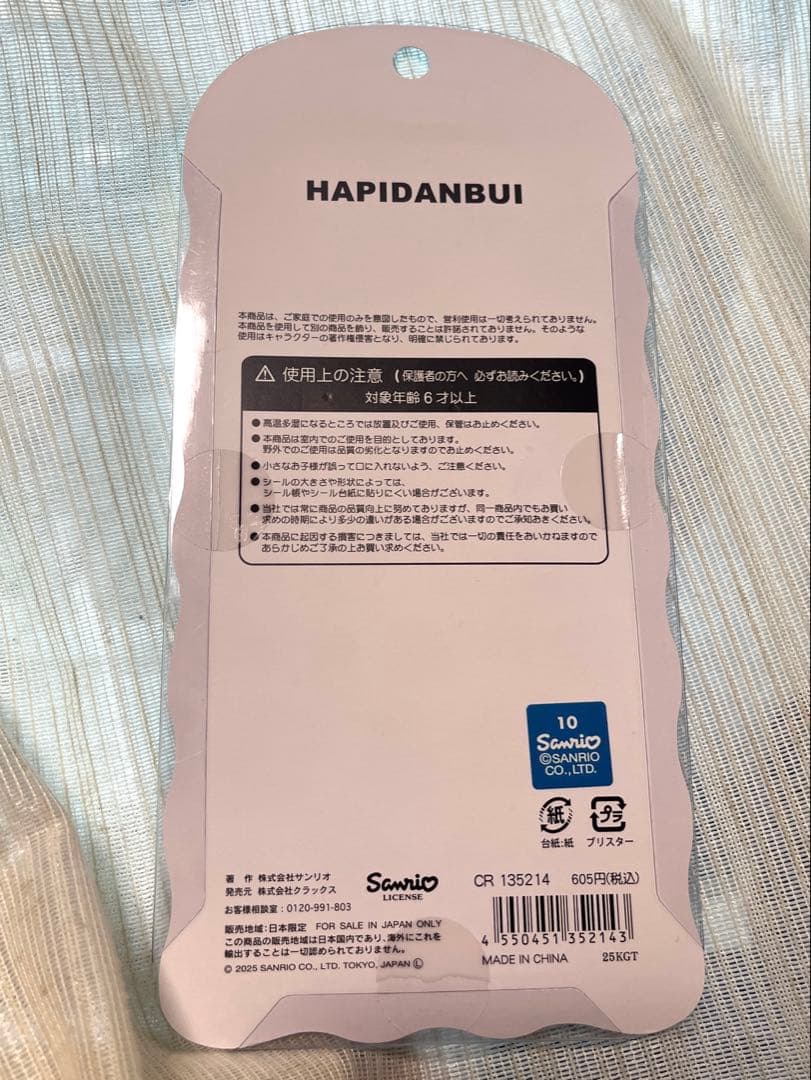 HAPIDANBUI
本商品は、ご家庭での使用のみを意図したもので、営利使用は一切考えられておりません。
本商品を使用して別の商品を飾り、販売することは許諾されておりません。そのような
使用はキャラクターの著作権侵害となり、明確に禁じられております。
⚠ 使用上の注意 (保護者の方へ 必ずお読みください。)
対象年齢6才以上
●高温多湿になるところでは放置及びご使用、保管はお止めください。
●本商品は室内でのご使用を目的としております。
野外でのご使用は品質の劣化となりますのでお止めください。
●小さなお子様が誤って口に入れないよう、ご注意ください。
●シールの大きさや形状によっては、
シール帳やシール台紙に貼りにくい場合がございます。
●当社では常に商品の品質向上に努めておりますが、同一商品内でもお買い
求めの時期により多少の違いがある場合がございますのでご承知おきください。
●本商品に起因する損害につきましては、当社では一切の責任をおいかねますので
あらかじめご了承の上お買い求めください。
10
Sanrio
©SANRIO
CO.,LTD.
紙 プラ
台紙:紙 ブリスター
著 作 株式会社サンリオ
発売元 株式会社クラックス
お客様相談室:0120-991-803
Sanrio
LICENSE
CR 135214 605円(税込)
販売地域:日本限定 FOR SALE IN JAPAN ONLY
この商品の販売地域は日本国内であり、海外にこれを
輸出することは一切認められておりません。
© 2025 SANRIO CO., LTD. TOKYO, JAPAN Ⓛ
4 550451 352143
MADE IN CHINA 25KGT